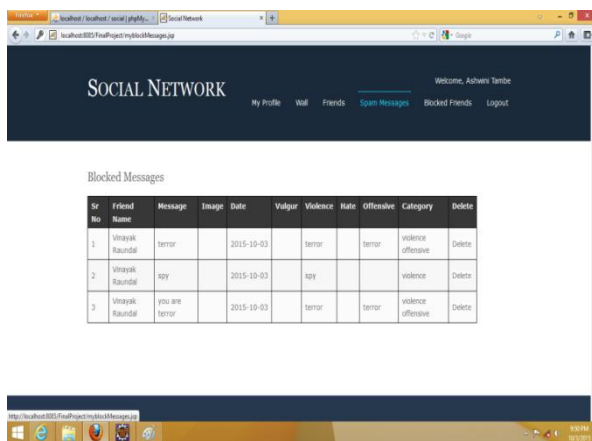 localhost / localhost / social | phpMy...
Social Network
localhost:8085/FinalProject/myblockMessages.jsp
Google
SOCIAL NETWORK
Welcome, Ashwini Tambe
My Profile Wall Friends Spam Messages Blocked Friends Logout
Blocked Messages
Sr No Friend Name Message Image Date Vulgur Violence Hate Offensive Category Delete
1 Vinayak Raundal terror 2015-10-03 terror terror violence offensive Delete
2 Vinayak Raundal spy 2015-10-03 spy violence Delete
3 Vinayak Raundal you are terror 2015-10-03 terror terror violence offensive Delete
http://localhost:8085/FinalProject/myblockMessages.jsp
9:50 PM